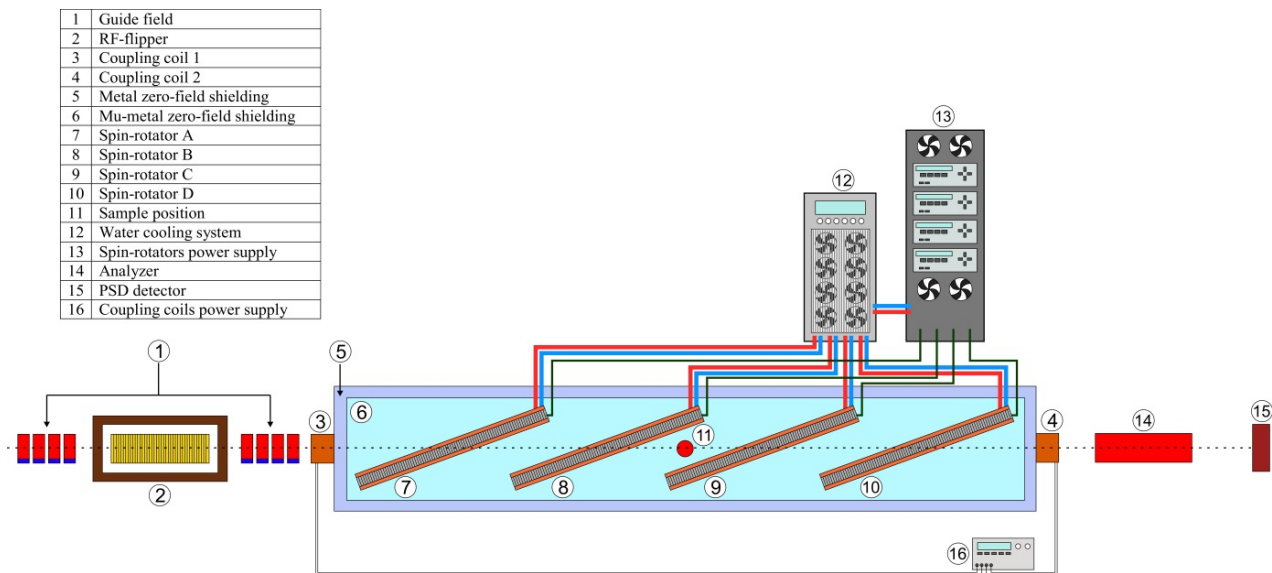 1 Guide field
2 RF-flipper
3 Coupling coil 1
4 Coupling coil 2
5 Metal zero-field shielding
6 Mu-metal zero-field shielding
7 Spin-rotator A
8 Spin-rotator B
9 Spin-rotator C
10 Spin-rotator D
11 Sample position
12 Water cooling system
13 Spin-rotators power supply
14 Analyzer
15 PSD detector
16 Coupling coils power supply
13
12
1
5
6
3
11
4
14
15
2
7
8
9
10
16